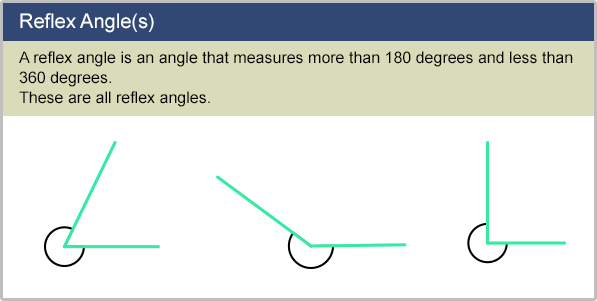 Reflex Angle(s)
A reflex angle is an angle that measures more than 180 degrees and less than
360 degrees.
These are all reflex angles.